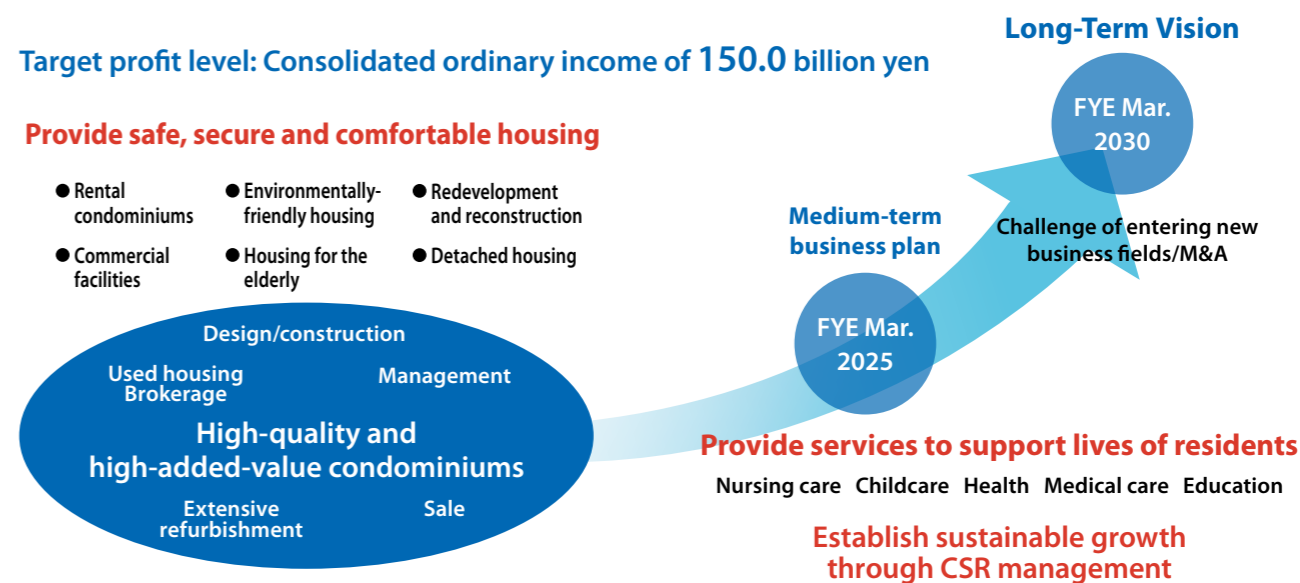 Long-Term Vision
Target profit level: Consolidated ordinary income of 150.0 billion yen
FYE Mar.
2030
Provide safe, secure and comfortable housing
● Rental
condominiums
● Environmentally-
friendly housing
● Redevelopment
and reconstruction
● Commercial
facilities
● Housing for the
elderly
● Detached housing
Medium-term
business plan
Challenge of entering new
business fields/M&A
FYE Mar.
2025
Design/construction
Used housing
Brokerage
Management
High-quality and
high-added-value condominiums
Extensive
refurbishment
Sale
Provide services to support lives of residents
Nursing care Childcare Health Medical care Education
Establish sustainable growth
through CSR management